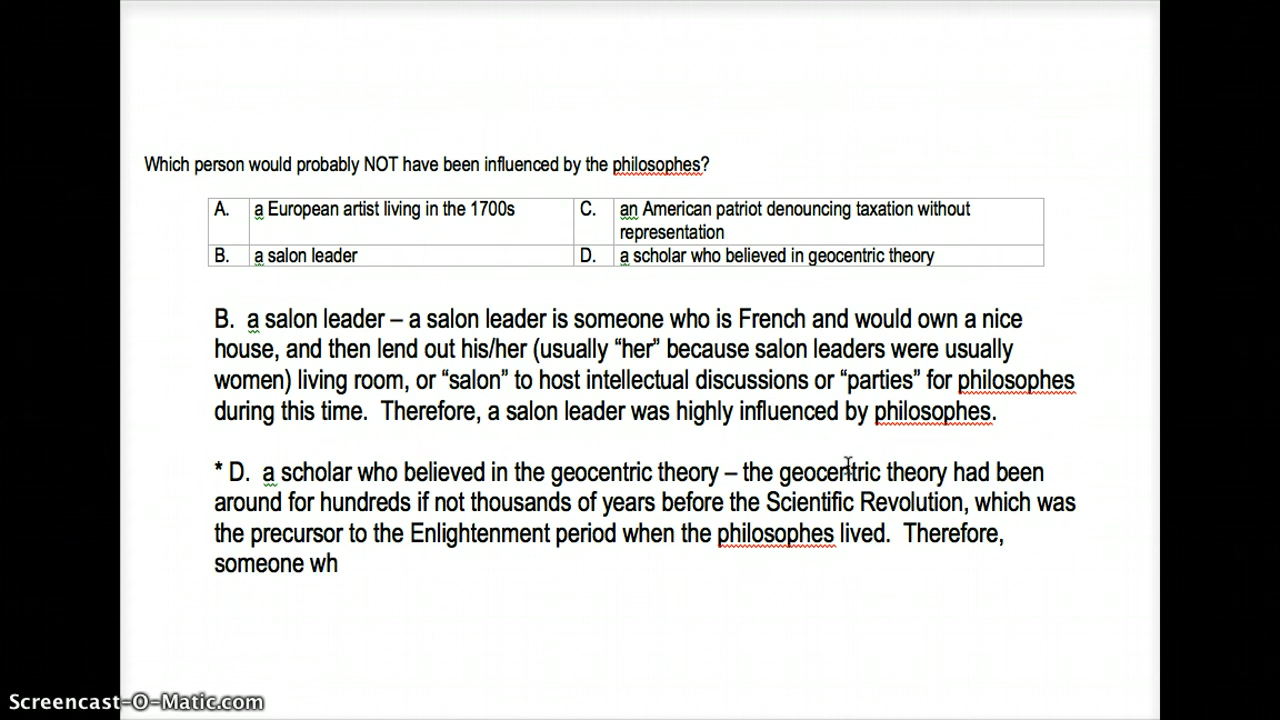 Which person would probably NOT have been influenced by the philosophes?
A. a European artist living in the 1700s C. an American patriot denouncing taxation without
representation
B. a salon leader D. a scholar who believed in geocentric theory
B. a salon leader – a salon leader is someone who is French and would own a nice
house, and then lend out his/her (usually “her” because salon leaders were usually
women) living room, or “salon” to host intellectual discussions or “parties” for philosophes
during this time. Therefore, a salon leader was highly influenced by philosophes.
* D. a scholar who believed in the geocentric theory – the geocentric theory had been
around for hundreds if not thousands of years before the Scientific Revolution, which was
the precursor to the Enlightenment period when the philosophes lived. Therefore,
someone wh
Screencast-O-Matic.com